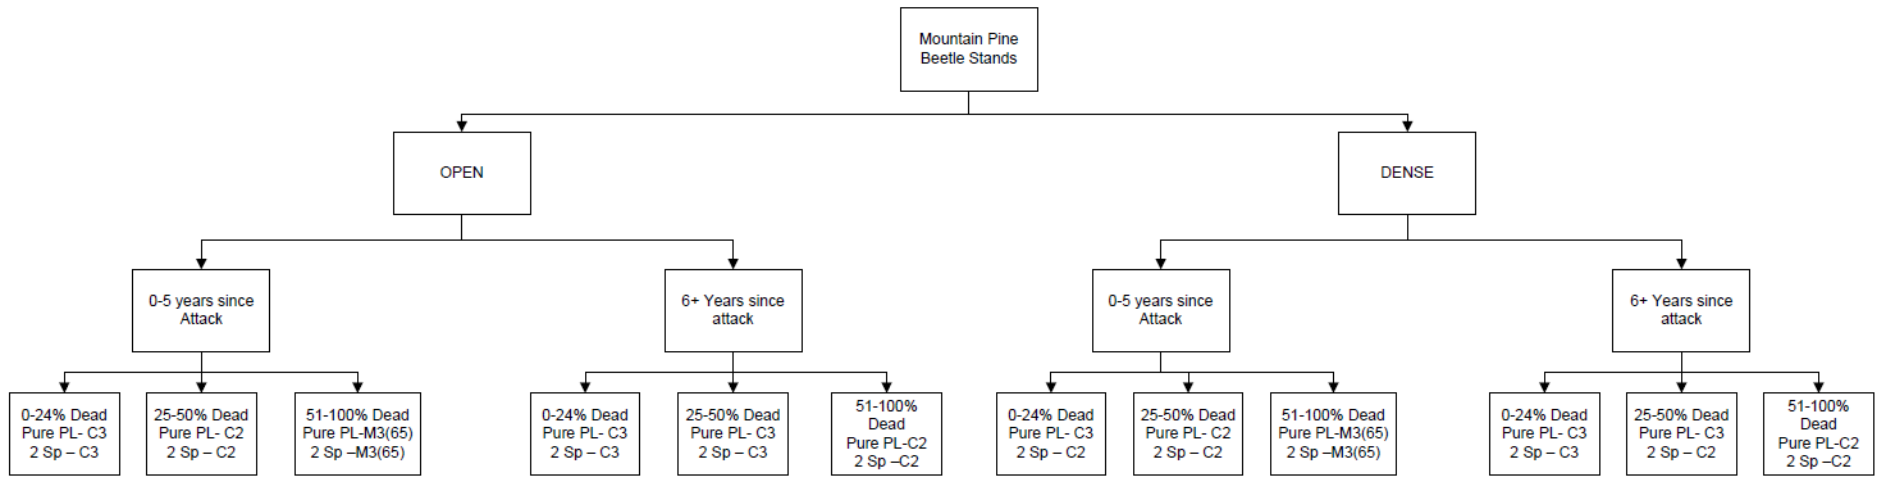 Mountain Pine
Beetle Stands
OPEN
DENSE
0-5 years since
Attack
6+ Years since
attack
0-5 years since
Attack
6+ Years since
attack
0-24% Dead
Pure PL- C3
2 Sp – C3
25-50% Dead
Pure PL- C2
2 Sp – C2
51-100% Dead
Pure PL-M3(65)
2 Sp –M3(65)
0-24% Dead
Pure PL- C3
2 Sp – C3
25-50% Dead
Pure PL- C3
2 Sp – C3
51-100%
Dead
Pure PL-C2
2 Sp –C2
0-24% Dead
Pure PL- C3
2 Sp – C2
25-50% Dead
Pure PL- C2
2 Sp – C2
51-100% Dead
Pure PL-M3(65)
2 Sp –M3(65)
0-24% Dead
Pure PL- C3
2 Sp – C3
25-50% Dead
Pure PL- C3
2 Sp – C2
51-100%
Dead
Pure PL-C2
2 Sp –C2